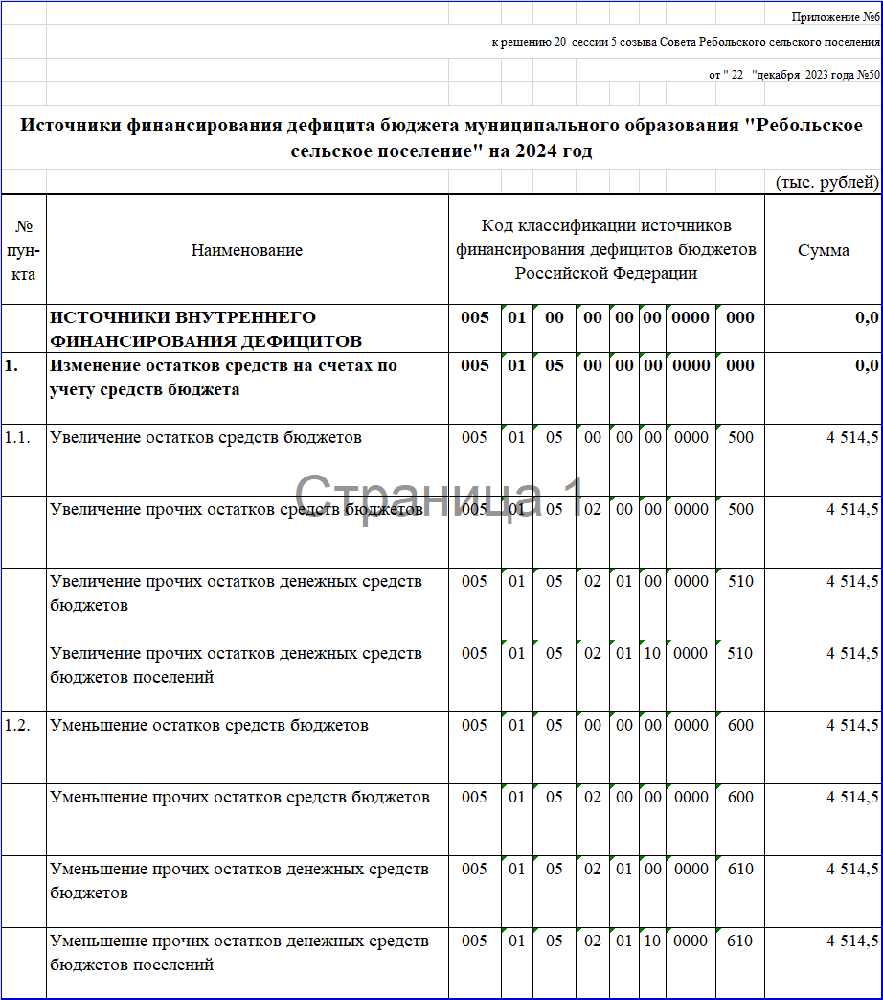 Приложение №6
к решению 20 сессии 5 созыва Совета Ребольского сельского поселения
от " 22 "декабря 2023 года №50
Источники финансирования дефицита бюджета муниципального образования "Ребольское
сельское поселение" на 2024 год
(тыс. рублей)
№ пун-кта Наименование Код классификации источников финансирования дефицитов бюджетов Российской Федерации Сумма
ИСТОЧНИКИ ВНУТРЕННЕГО 005 01 00 00 00 00 0000 000 0,0
ФИНАНСИРОВАНИЯ ДЕФИЦИТОВ
1. Изменение остатков средств на счетах по 005 01 05 00 00 00 0000 000 0,0
учету средств бюджета
1.1. Увеличение остатков средств бюджетов 005 01 05 00 00 00 0000 500 4 514,5
Страница 1
Увеличение прочих остатков средств бюджетов 005 01 05 02 00 00 0000 500 4 514,5
Увеличение прочих остатков денежных средств 005 01 05 02 01 00 0000 510 4 514,5
бюджетов
Увеличение прочих остатков денежных средств 005 01 05 02 01 10 0000 510 4 514,5
бюджетов поселений
1.2. Уменьшение остатков средств бюджетов 005 01 05 00 00 00 0000 600 4 514,5
Уменьшение прочих остатков средств бюджетов 005 01 05 02 00 00 0000 600 4 514,5
Уменьшение прочих остатков денежных средств 005 01 05 02 01 00 0000 610 4 514,5
бюджетов
Уменьшение прочих остатков денежных средств 005 01 05 02 01 10 0000 610 4 514,5
бюджетов поселений